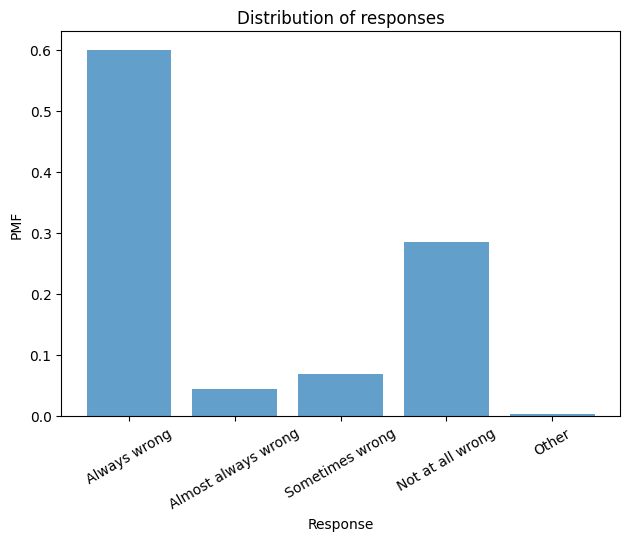 Distribution of responses
PMF
0.6
0.5
0.4
0.3
0.2
0.1
0.0
Always wrong
Almost always wrong
Sometimes wrong
Not at all wrong
Other
Response